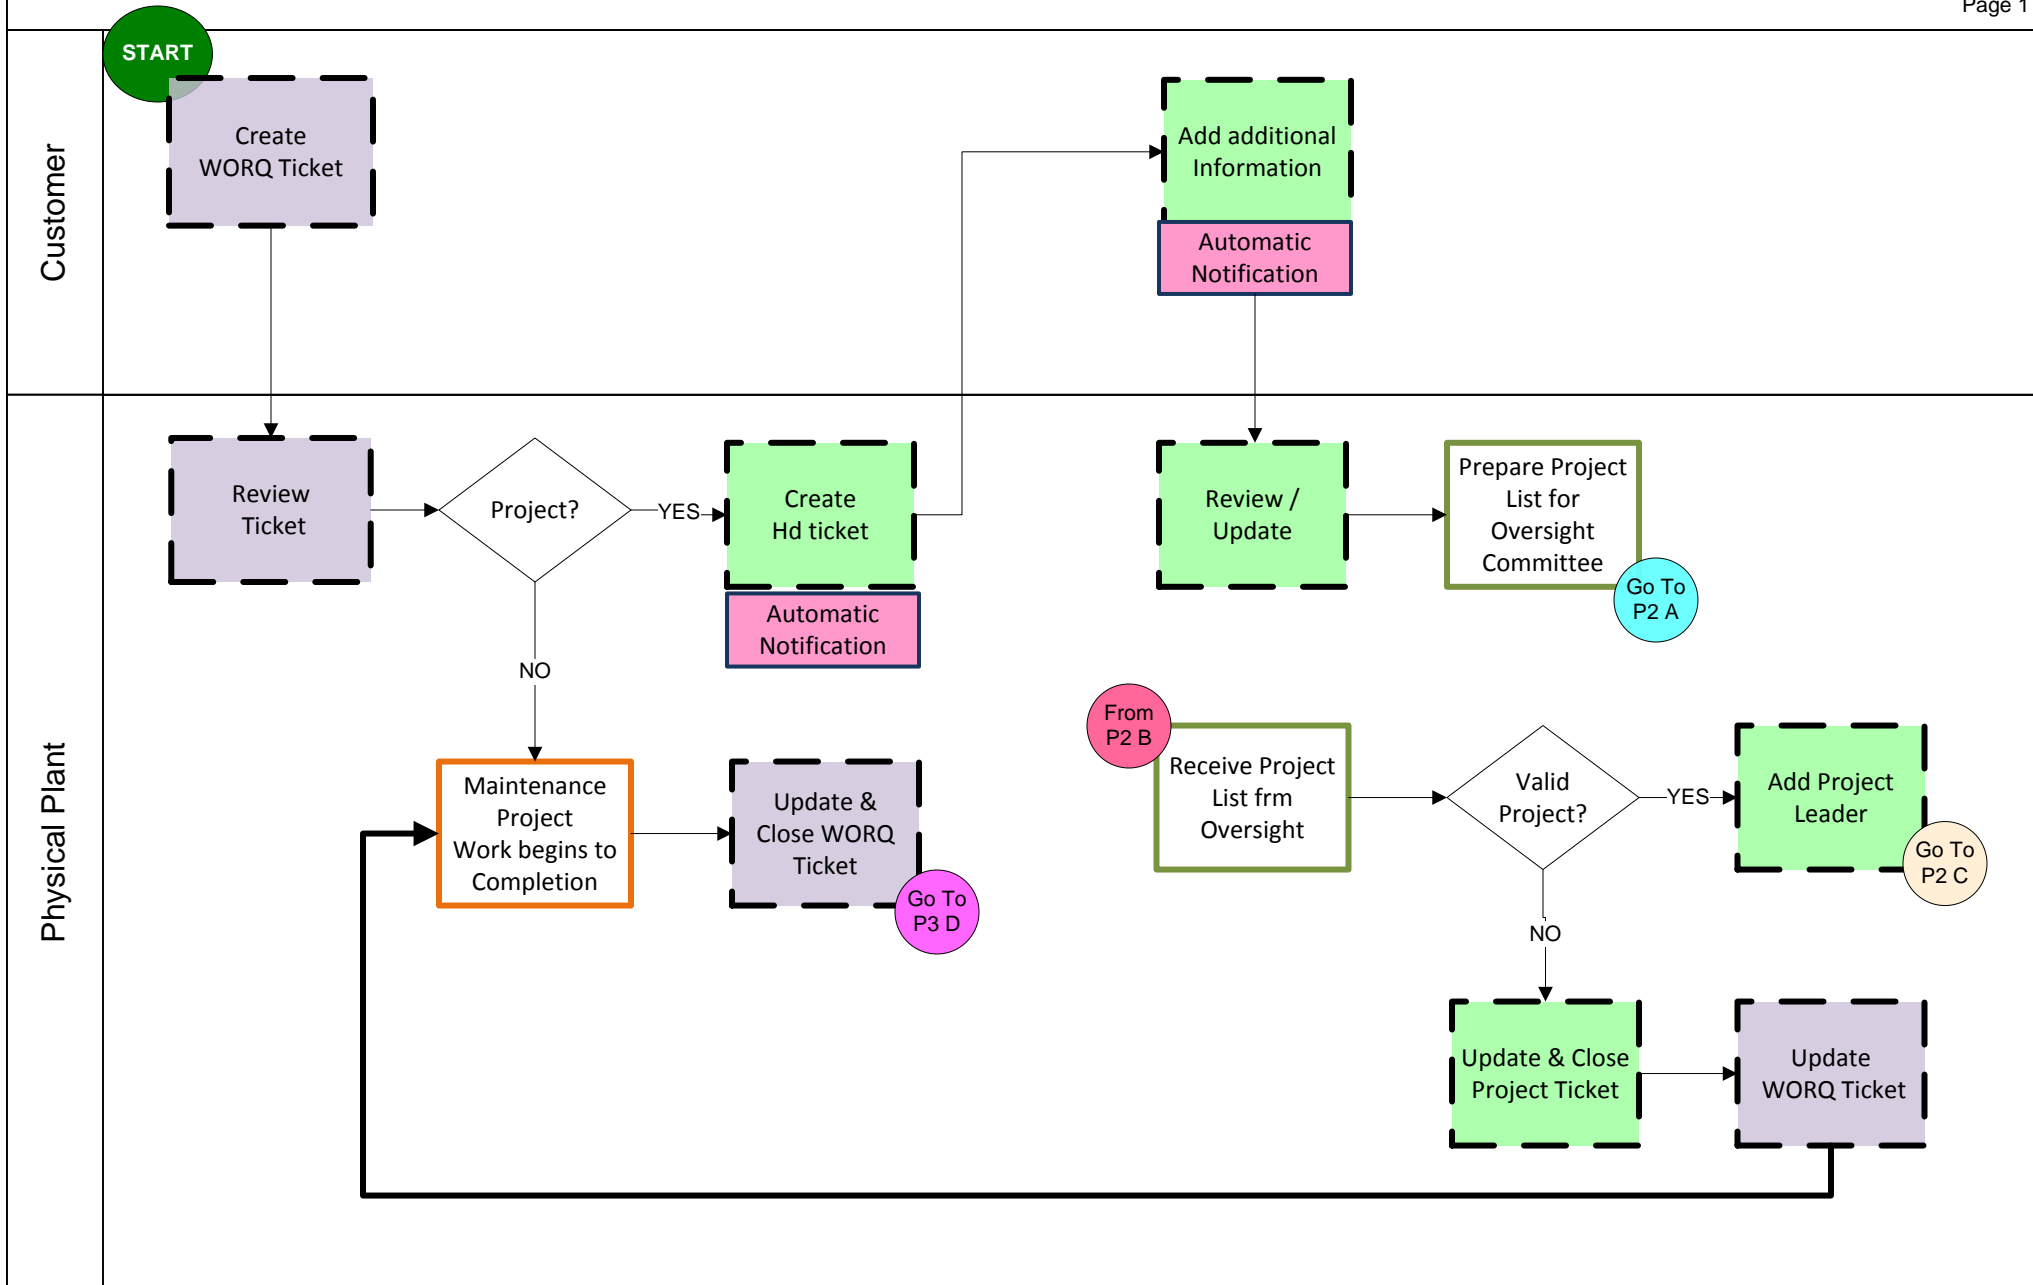 Page 1
START
Customer
Create
WORQ Ticket
Add additional
Information
Automatic
Notification
Physical Plant
Review
Ticket
Project?
YES
Create
Hd ticket
Automatic
Notification
Review /
Update
Prepare Project
List for
Oversight
Committee
Go To
P2 A
NO
Maintenance
Project
Work begins to
Completion
Update &
Close WORQ
Ticket
Go To
P3 D
From
P2 B
Receive Project
List frm
Oversight
Valid
Project?
YES
Add Project
Leader
Go To
P2 C
NO
Update & Close
Project Ticket
Update
WORQ Ticket